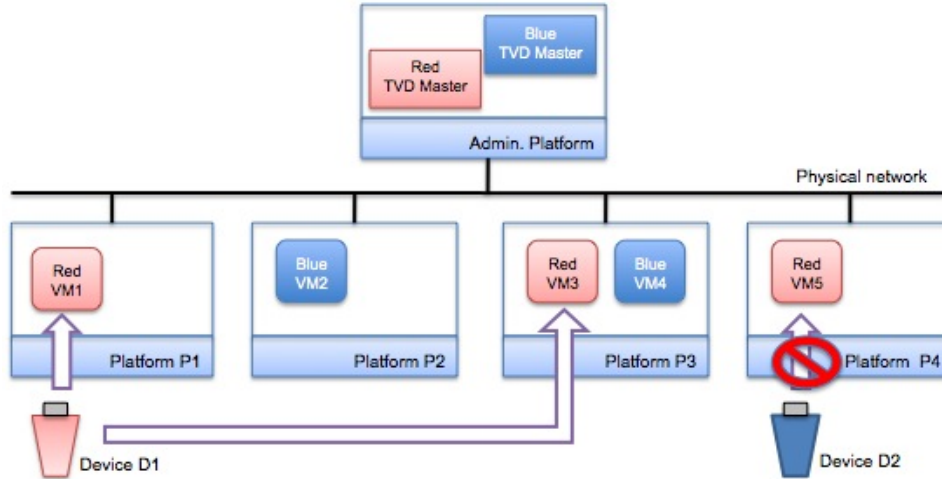 Blue
TVD Master
Red
TVD Master
Admin. Platform
Physical network
Red
VM1
Blue
VM2
Red
VM3
Blue
VM4
Red
VM5
Platform P1
Platform P2
Platform P3
Platform P4
Device D1
Device D2